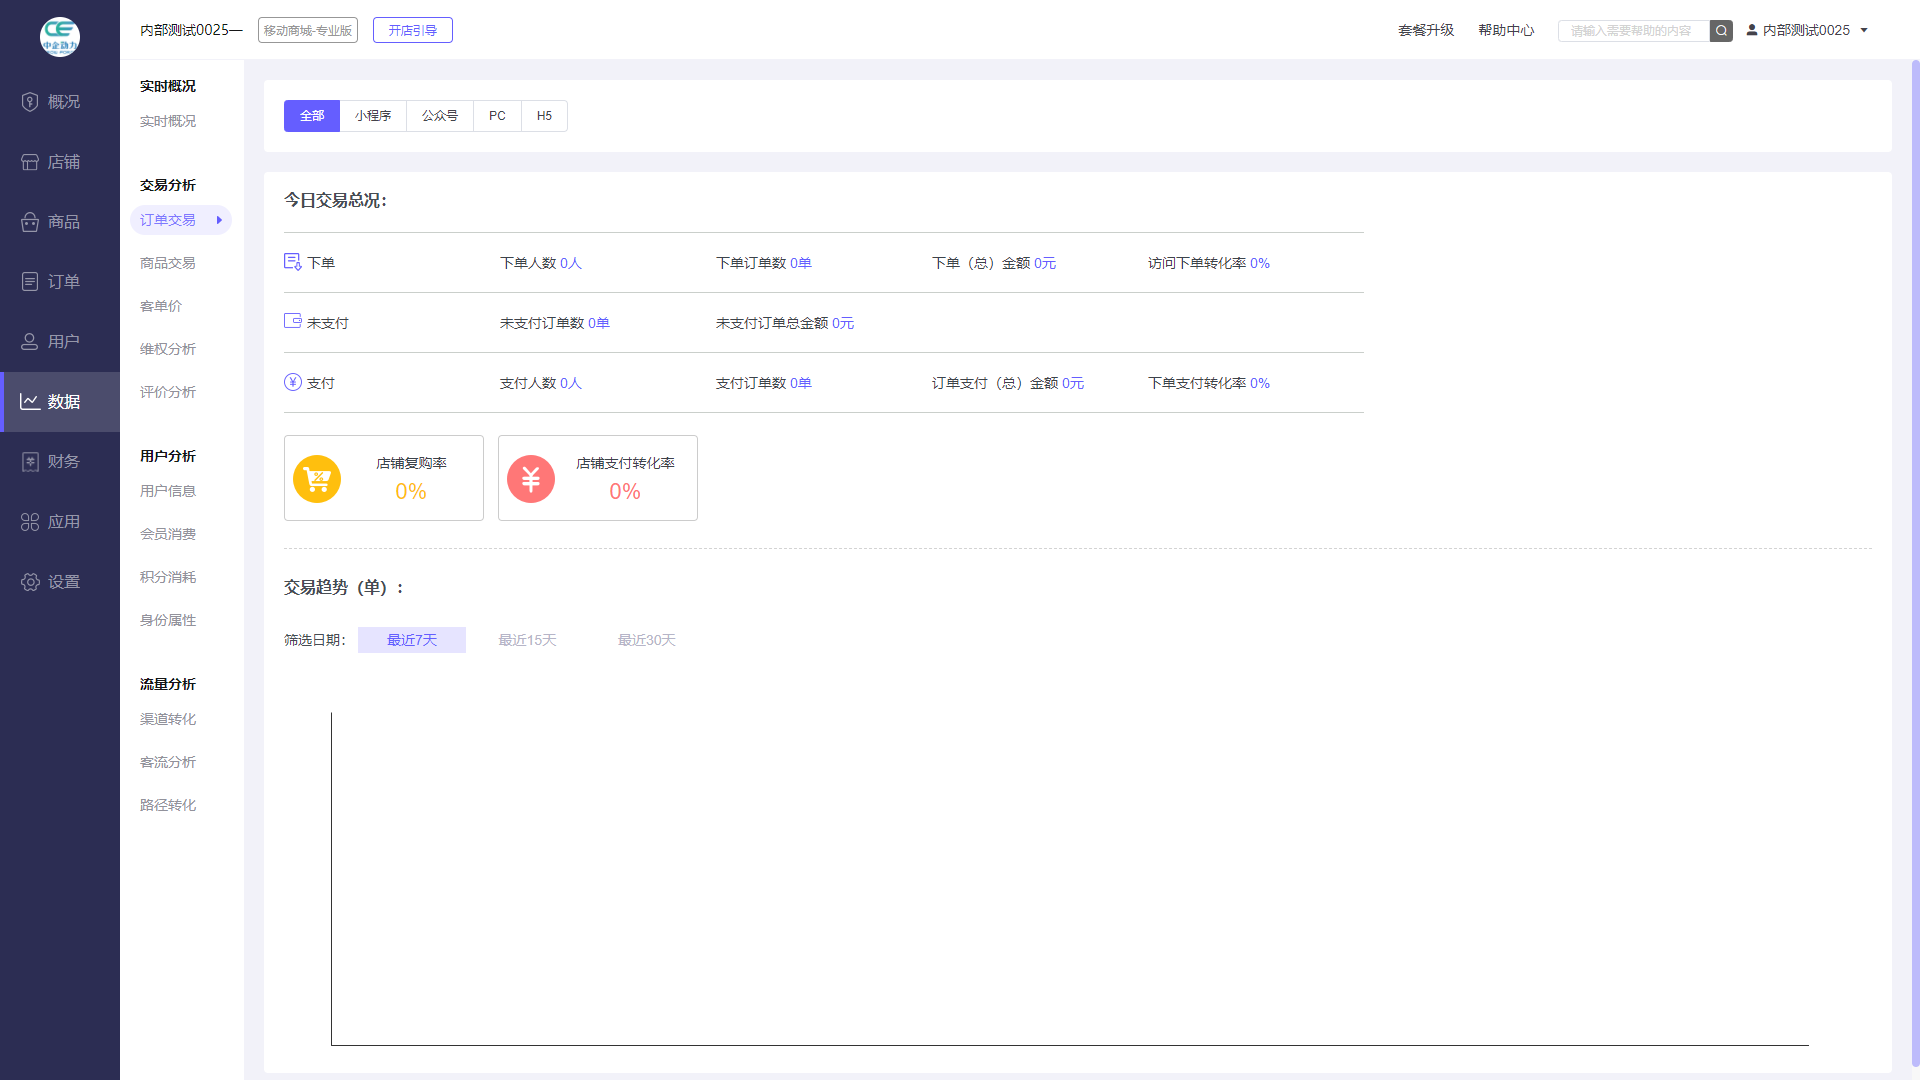 中企动力
内部测试0025—
移动商城-专业版
开店引导
套餐升级
帮助中心
请输入需要帮助的内容
内部测试0025
概况
店铺
商品
订单
用户
数据
财务
应用
设置
实时概况
实时概况
交易分析
订单交易
商品交易
客单价
维权分析
评价分析
用户分析
用户信息
会员消费
积分消耗
身份属性
流量分析
渠道转化
客流分析
路径转化
全部 小程序 公众号 PC H5
今日交易总况：
下单 下单人数 0人 下单订单数 0单 下单（总）金额 0元 访问下单转化率 0%
未支付 未支付订单数 0单 未支付订单总金额 0元
支付 支付人数 0人 支付订单数 0单 订单支付（总）金额 0元 下单支付转化率 0%
店铺复购率
0%
店铺支付转化率
0%
交易趋势（单）：
筛选日期： 最近7天 最近15天 最近30天